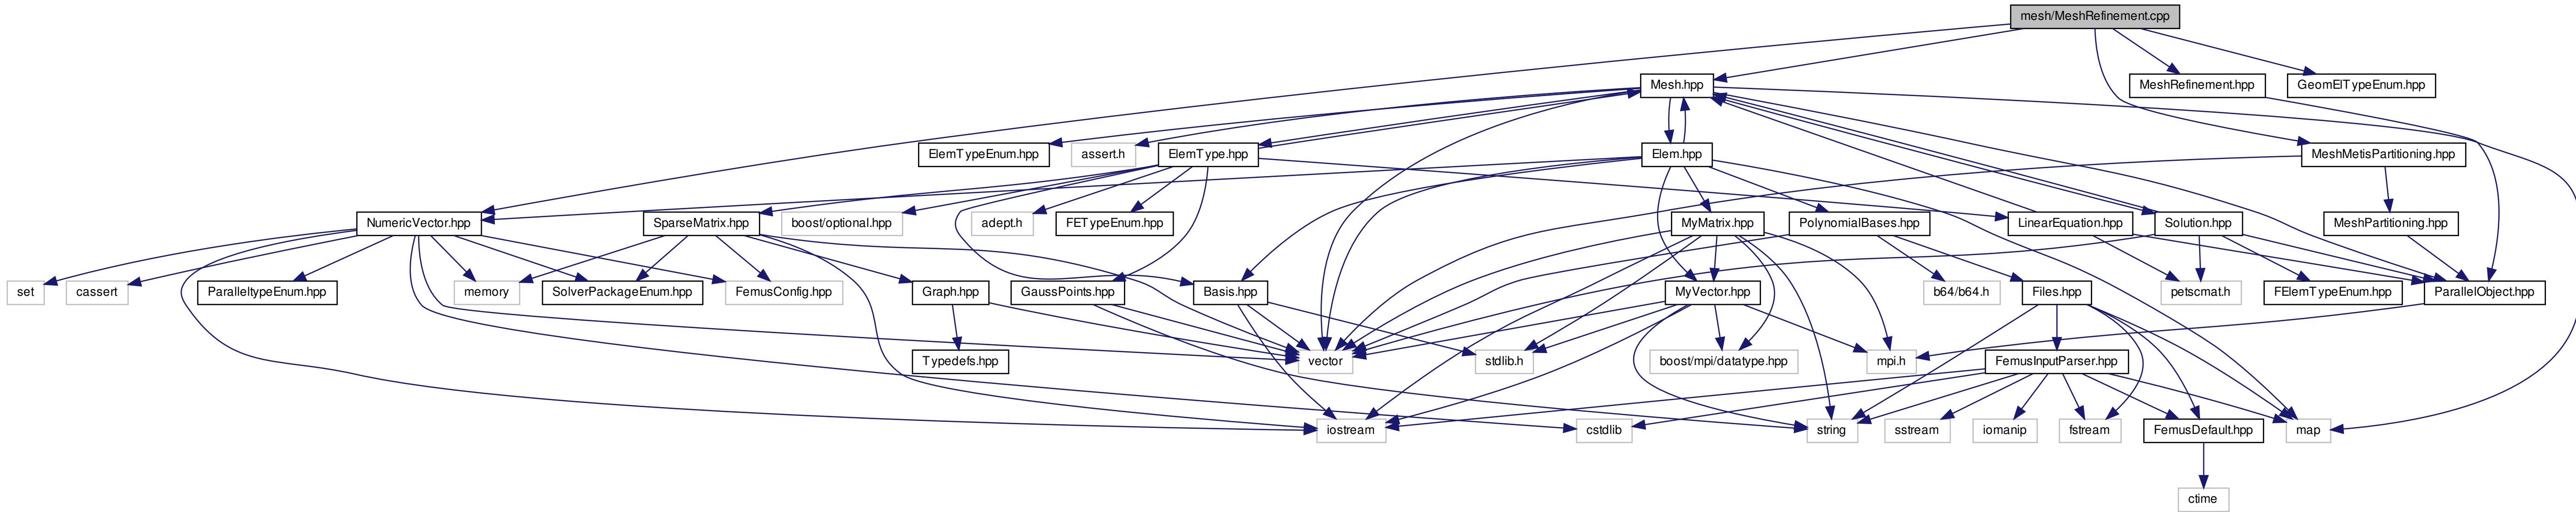 mesh/MeshRefinement.cpp
Mesh.hpp
MeshRefinement.hpp
GeomElTypeEnum.hpp
ElemTypeEnum.hpp
assert.h
ElemType.hpp
Elem.hpp
MeshMetisPartitioning.hpp
NumericVector.hpp
SparseMatrix.hpp
boost/optional.hpp
adept.h
FETypeEnum.hpp
MyMatrix.hpp
PolynomialBases.hpp
LinearEquation.hpp
Solution.hpp
MeshPartitioning.hpp
set
cassert
ParalleltypeEnum.hpp
memory
SolverPackageEnum.hpp
FemusConfig.hpp
Graph.hpp
GaussPoints.hpp
Basis.hpp
MyVector.hpp
b64/b64.h
Files.hpp
petscmat.h
FElemTypeEnum.hpp
ParallelObject.hpp
Typedefs.hpp
vector
stdlib.h
boost/mpi/datatype.hpp
mpi.h
FemusInputParser.hpp
iostream
cstdlib
string
sstream
iomanip
fstream
FemusDefault.hpp
map
ctime